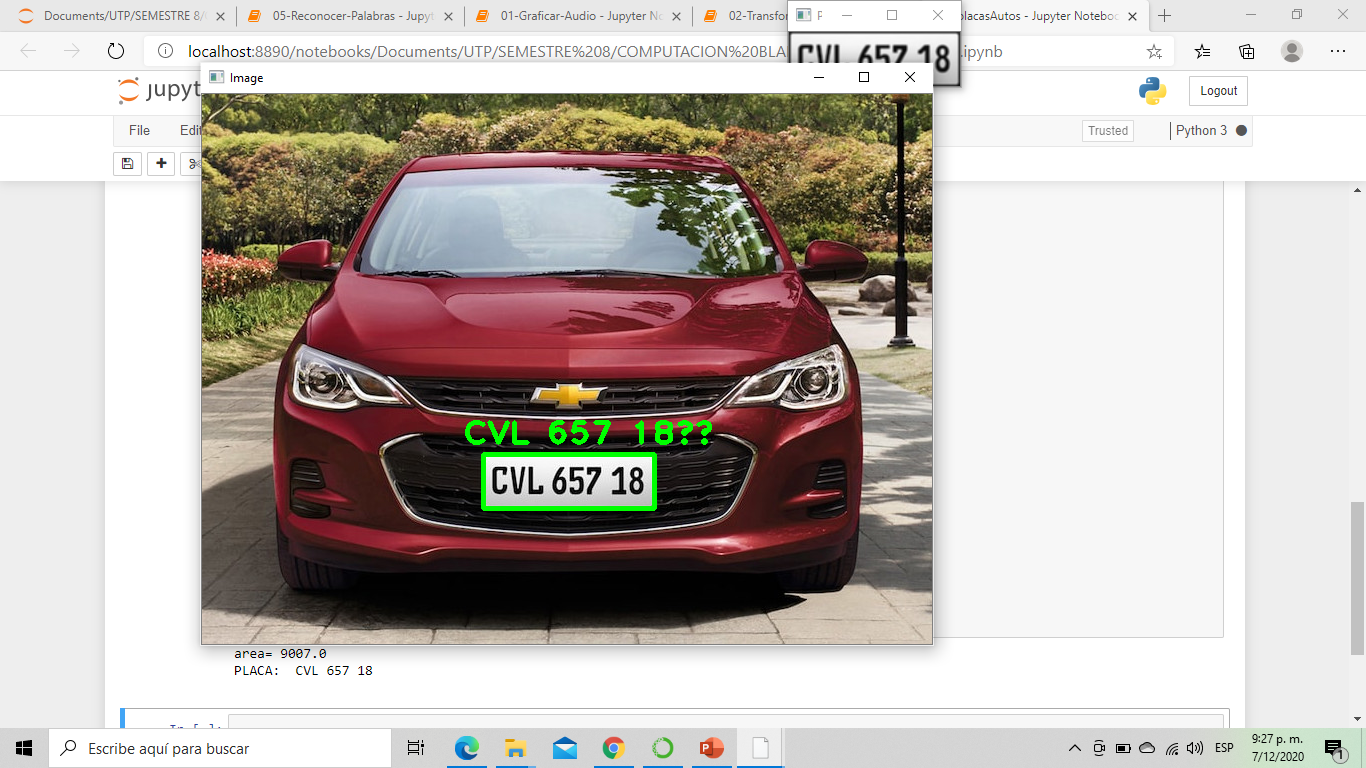 Documents/UTP/SEMESTRE 8/
05-Reconocer-Palabras - Jupyt
01-Graficar-Audio - Jupyter No
02-Transfor
placasAutos - Jupyter Noteboo
localhost:8890/notebooks/Documents/UTP/SEMESTRE%208/COMPUTACION%20BLA
.ipynb
P
CVL 657 18
Image
jupyt
Logout
File
Edit
Trusted
Python 3
CVL 657 18??
CVL 657 18
area= 9007.0
PLACA: CVL 657 18
In [ ]:
Escribe aquí para buscar
ESP
9:27 p. m.
7/12/2020
1